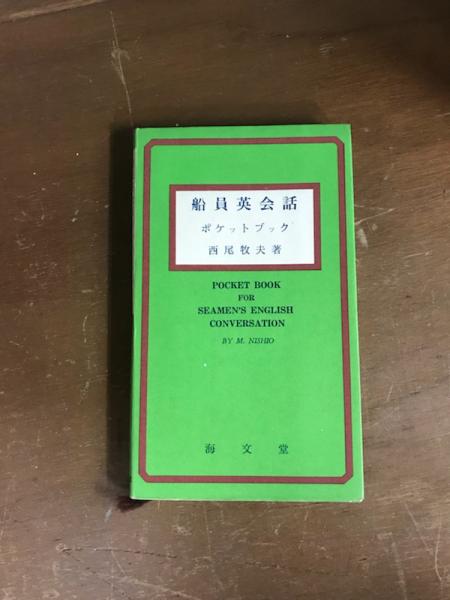 船員英会話
ポケットブック
西尾牧夫著
POCKET BOOK
FOR
SEAMEN'S ENGLISH
CONVERSATION
BY M. NISHIO
海文堂